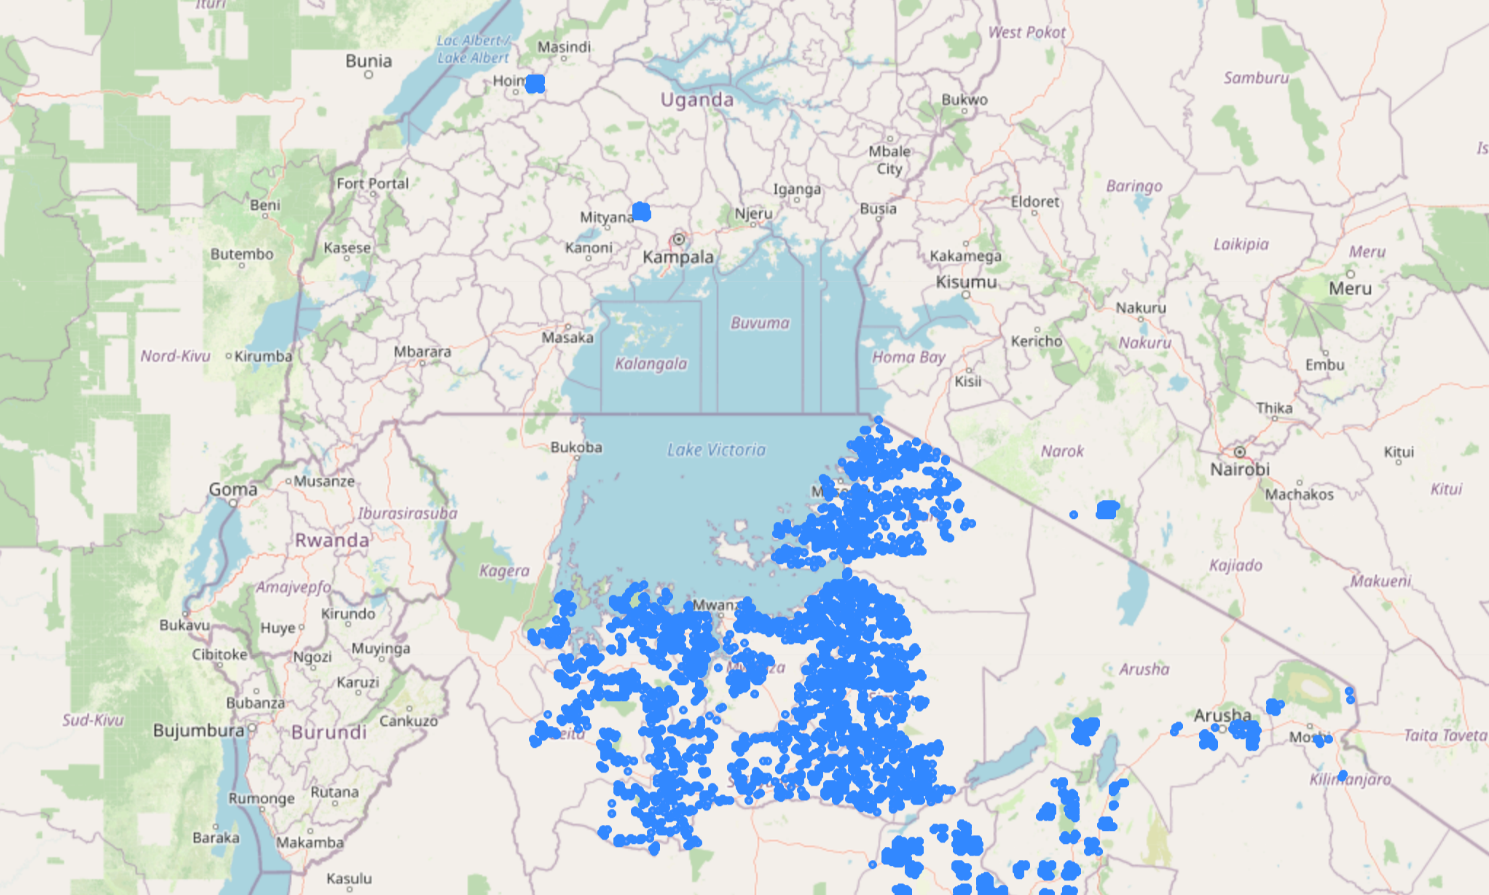 Ituri
Lac Albert /
Lake Albert
Masindi
West Pokot
Bunia
Samburu
Uganda
Bukwo
Mbale
City
Fort Portal
Iganga
Baringo
Beni
Mityana
Njeru
Busia
Eldoret
Butembo
Kasese
Kanoni
Kampala
Kakamega
Laikipia
Meru
Kisumu
Meru
Nakuru
Buvuma
Masaka
Kericho
Nakuru
Nord-Kivu
Kirumba
Mbarara
Kalangala
Homa Bay
Embu
Kisii
Thika
Bukoba
Lake Victoria
Narok
Kitui
Nairobi
Goma
Musanze
Machakos
Kitui
Iburasirasuba
Rwanda
Kagera
Kajiado
Amajyepfo
Makueni
Bukavu
Huye
Kirundo
Cibitoke
Ngozi
Muyinga
Arusha
Karuzi
Bubanza
Sud-Kivu
Bujumbura
Burundi
Cankuzo
Arusha
Taita Taveta
Kilimanjaro
Rumonge
Rutana
Baraka
Makamba
Kasulu